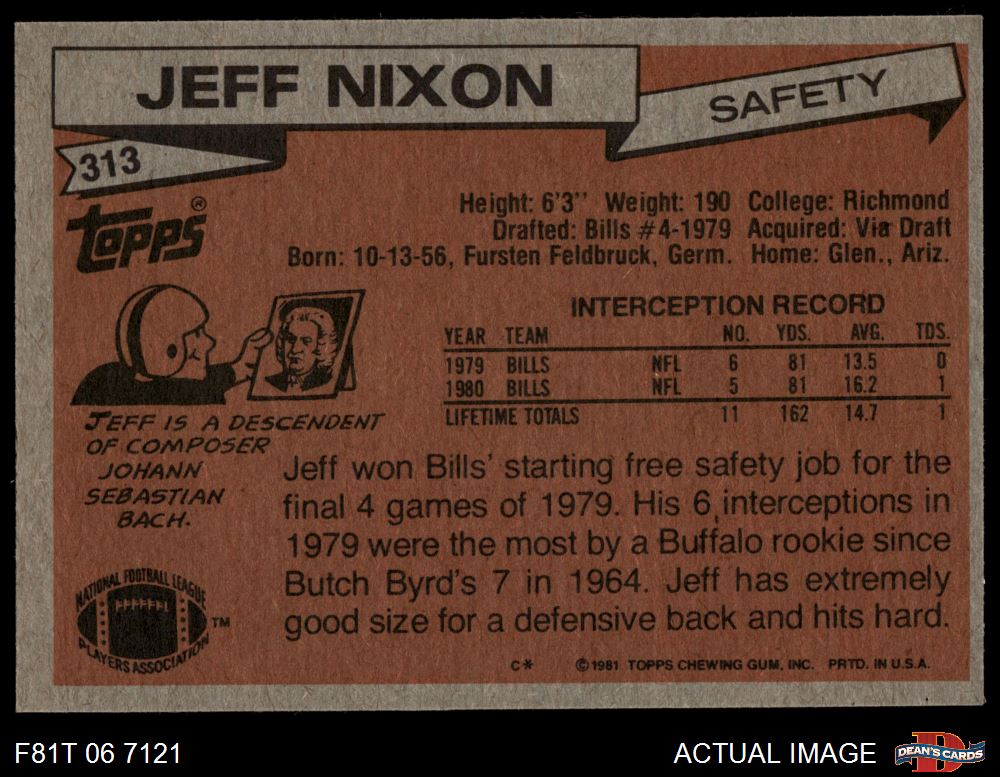 JEFF NIXON
SAFETY
313
TOPPS®
Height: 6'3'' Weight: 190 College: Richmond
Drafted: Bills #4-1979 Acquired: Via Draft
Born: 10-13-56, Fursten Feldbruck, Germ. Home: Glen., Ariz.
INTERCEPTION RECORD
YEAR TEAM NO. YDS. AVG. TDS.
1979 BILLS NFL 6 81 13.5 0
1980 BILLS NFL 5 81 16.2 1
LIFETIME TOTALS 11 162 14.7 1
JEFF IS A DESCENDENT
OF COMPOSER
JOHANN
SEBASTIAN
BACH.
Jeff won Bills' starting free safety job for the
final 4 games of 1979. His 6 interceptions in
1979 were the most by a Buffalo rookie since
Butch Byrd's 7 in 1964. Jeff has extremely
good size for a defensive back and hits hard.
NATIONAL FOOTBALL LEAGUE
PLAYERS ASSOCIATION
TM
C* ©1981 TOPPS CHEWING GUM, INC. PRTD. IN U.S.A.
F81T 06 7121
ACTUAL IMAGE
D
DEAN'S CARDS